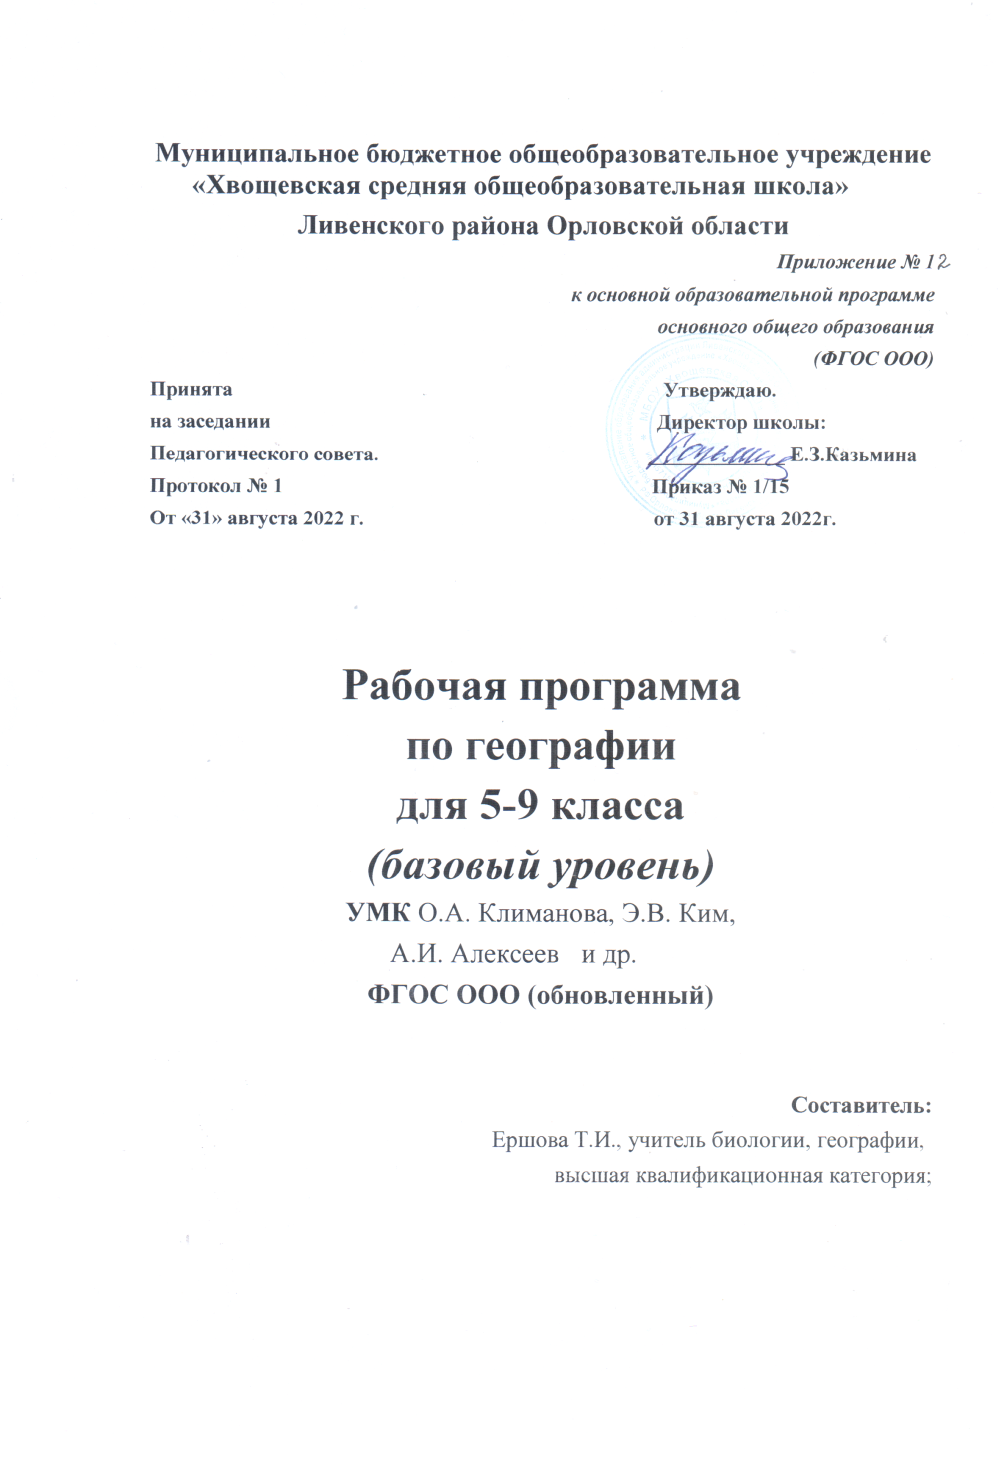 Муниципальное бюджетное общеобразовательное учреждение
«Хвощевская средняя общеобразовательная школа»
Ливенского района Орловской области
Приложение № 12
к основной образовательной программе
основного общего образования
(ФГОС ООО)
Принята Утверждаю.
на заседании Директор школы:
Педагогического совета. Е.З.Казьмина
Протокол № 1 Приказ № 1/15
От «31» августа 2022 г. от 31 августа 2022г.
Рабочая программа
по географии
для 5-9 класса
(базовый уровень)
УМК О.А. Климанова, Э.В. Ким,
А.И. Алексеев и др.
ФГОС ООО (обновленный)
Составитель:
Ершова Т.И., учитель биологии, географии,
высшая квалификационная категория;